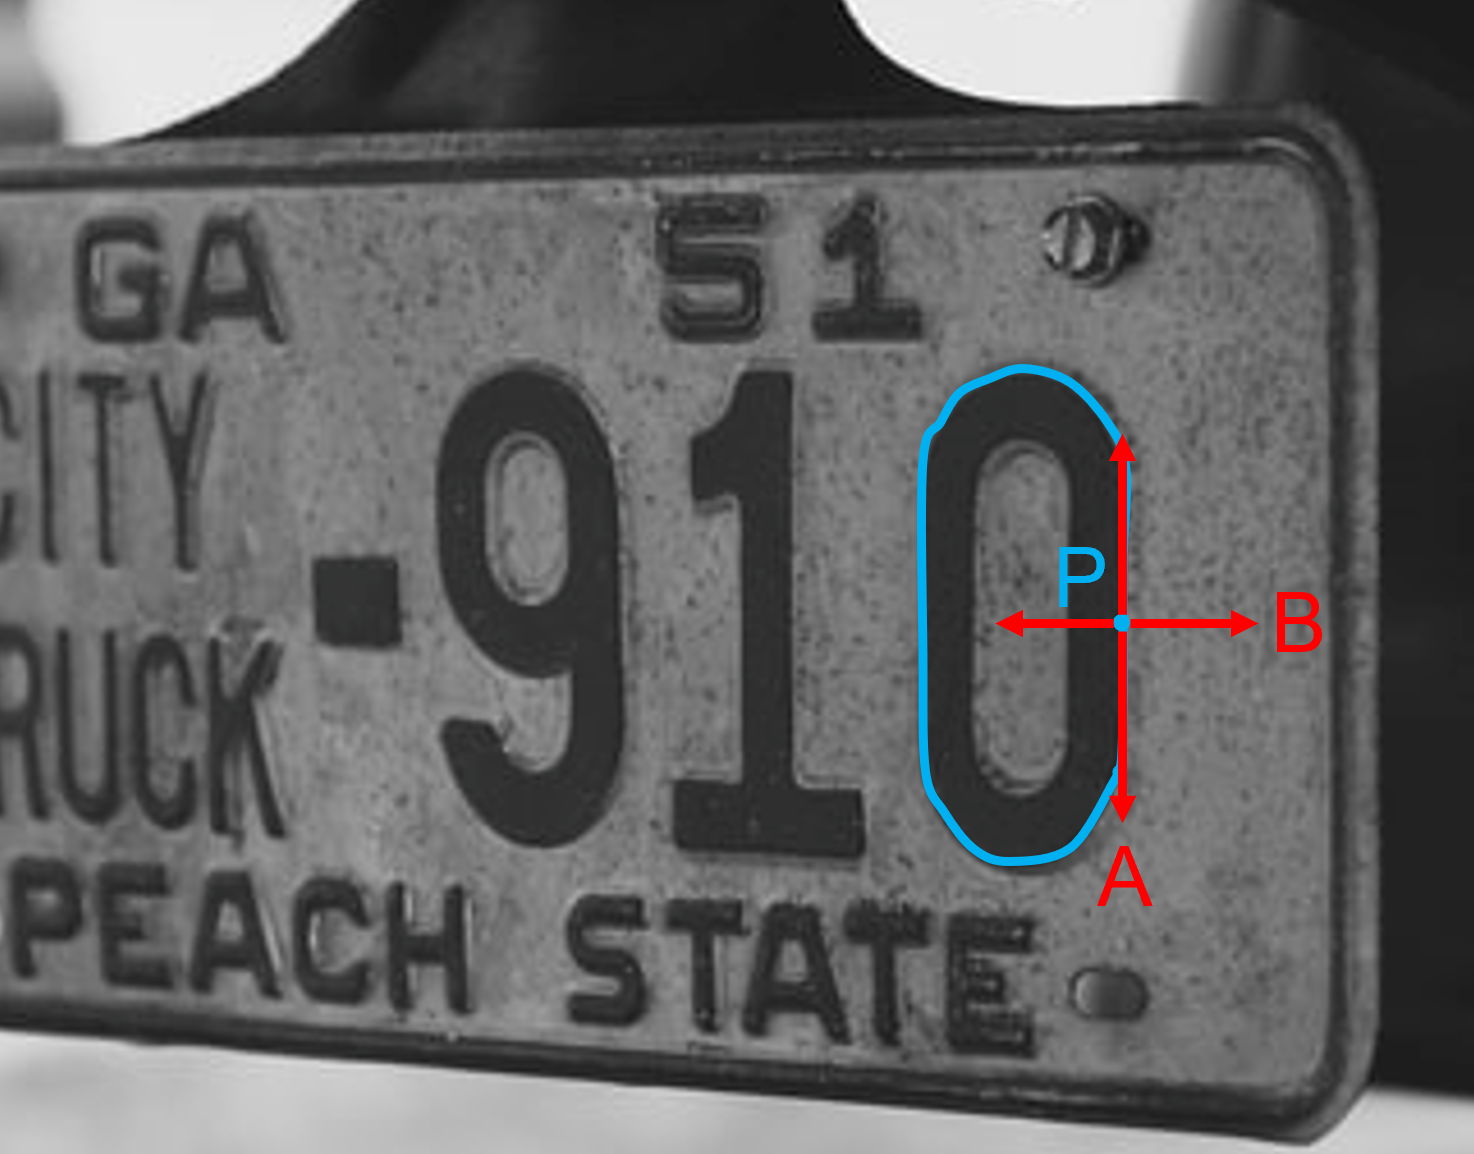 GA 51
CITY
TRUCK
-910
PEACH STATE
P
B
A